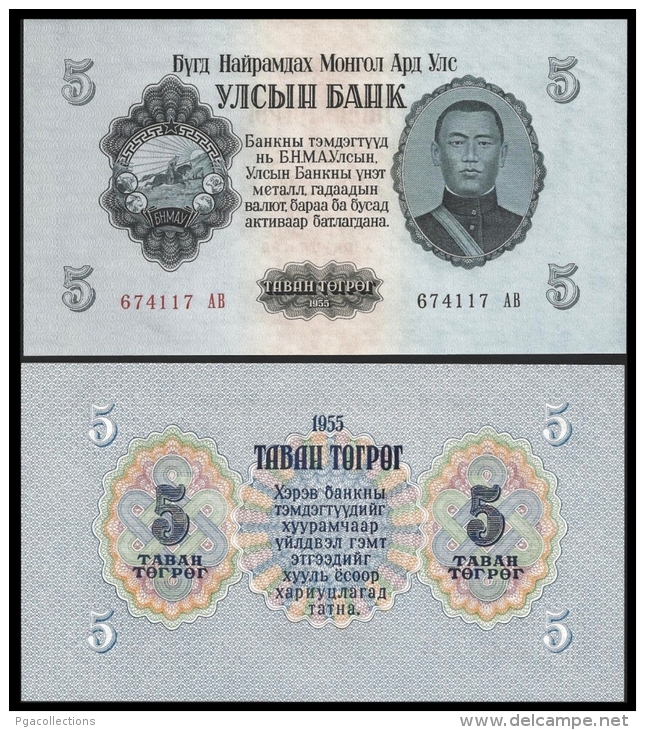 5 5
Бүгд Найрамдах Монгол Ард Улс
УЛСЫН БАНК
Банкны тэмдэгтүүд
нь Б.Н.М.А.Улсын,
Улсын Банкны үнэт
металл, гадаадын
валют, бараа ба бусад
активаар батлагдана.
БНМАУ
5 5
674117 АВ
ТАВАН ТӨГРӨГ
1955
674117 АВ
5 5
1955
ТАВАН ТӨГРӨГ
Хэрэв банкны
тэмдэгтүүдийг
хуурамчаар
үйлдвэл гэмт
этгээдийг
хууль ёсоор
хариуцлагад
татна.
5
ТАВАН
ТӨГРӨГ
5
ТАВАН
ТӨГРӨГ
5 5
Pgacollections
delcampe.net